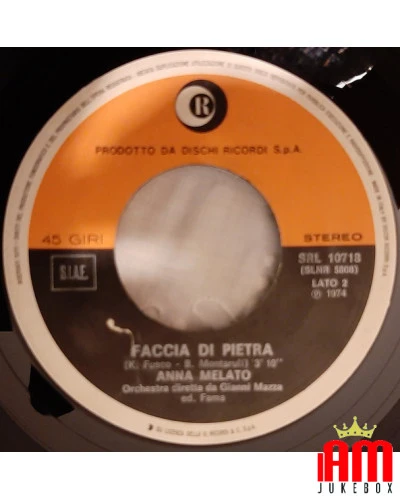 R
PRODOTTO DA DISCHI RICORDI S.p.A.
45 GIRI
STEREO
S.I.A.E.
SRL 10718
(SLNR 5808)
LATO 2
℗ 1974
FACCIA DI PIETRA
(K. Fusco - B. Montaruli) 3' 10"
ANNA MELATO
Orchestra diretta da Gianni Mazza
ed. Fama
I AM
JUKEBOX